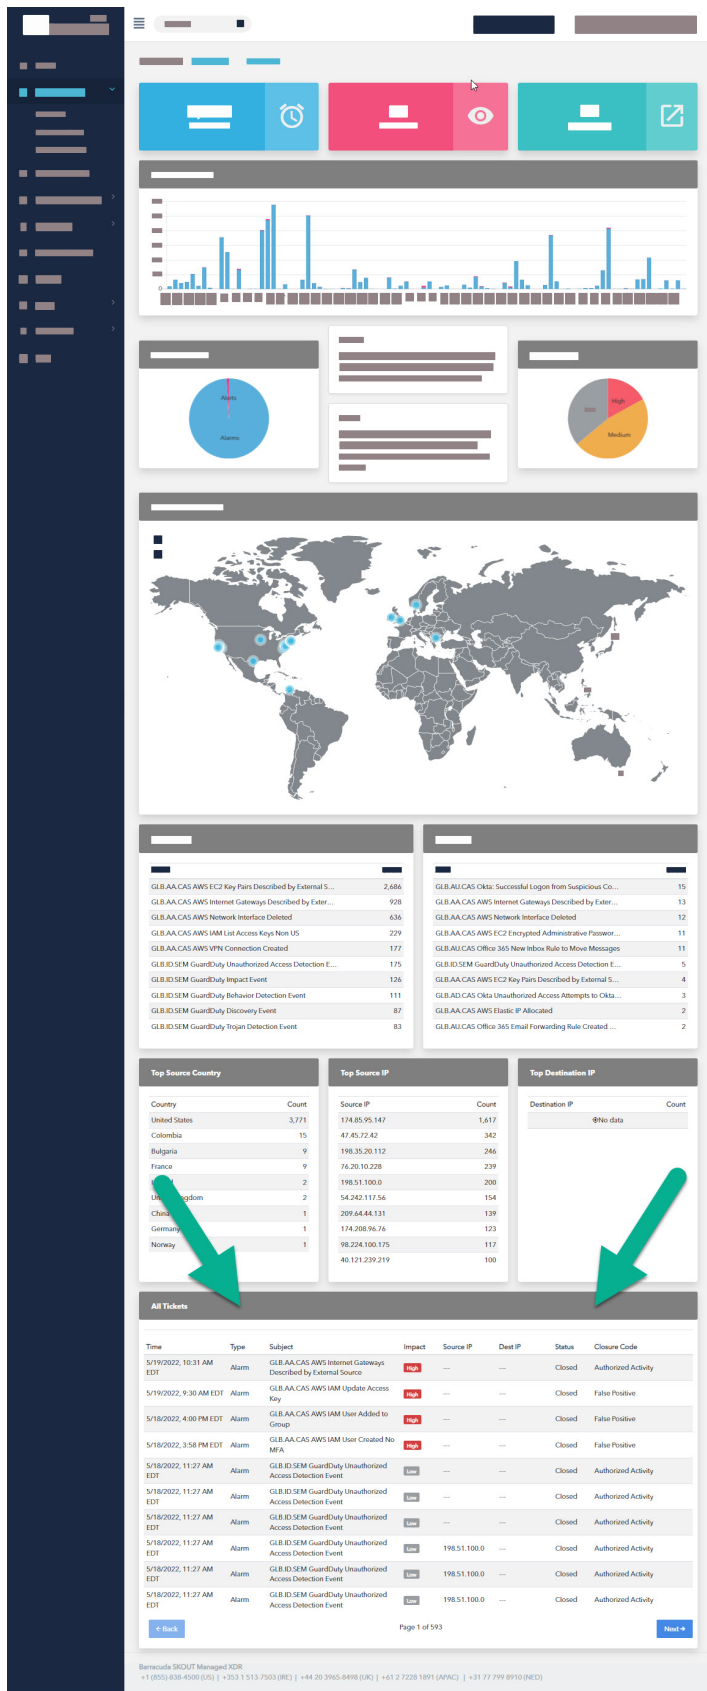 0
Alerts
Alarms
High
Medium
GLB.AA.CAS AWS EC2 Key Pairs Described by External S... 2,686
GLB.AA.CAS AWS Internet Gateways Described by Exter... 928
GLB.AA.CAS AWS Network Interface Deleted 636
GLB.AA.CAS AWS IAM List Access Keys Non US 229
GLB.AA.CAS AWS VPN Connection Created 177
GLB.ID.SEM GuardDuty Unauthorized Access Detection E... 175
GLB.ID.SEM GuardDuty Impact Event 126
GLB.ID.SEM GuardDuty Behavior Detection Event 111
GLB.ID.SEM GuardDuty Discovery Event 87
GLB.ID.SEM GuardDuty Trojan Detection Event 83
GLB.AU.CAS Okta: Successful Logon from Suspicious Co... 15
GLB.AA.CAS AWS Internet Gateways Described by Exter... 13
GLB.AA.CAS AWS Network Interface Deleted 12
GLB.AA.CAS AWS EC2 Encrypted Administrative Passwor... 11
GLB.AU.CAS Office 365 New Inbox Rule to Move Messages 11
GLB.ID.SEM GuardDuty Unauthorized Access Detection E... 5
GLB.AA.CAS AWS EC2 Key Pairs Described by External S... 4
GLB.AD.CAS Okta Unauthorized Access Attempts to Okta... 3
GLB.AA.CAS AWS Elastic IP Allocated 2
GLB.AU.CAS Office 365 Email Forwarding Rule Created ... 2
Top Source Country
Country Count
United States 3,771
Colombia 15
Bulgaria 9
France 9
2
2
China 1
Germany 1
Norway 1
Top Source IP
Source IP Count
174.85.95.147 1,617
47.45.72.42 342
198.35.20.112 246
76.20.10.228 239
198.51.100.0 200
54.242.117.56 154
209.64.44.131 139
174.208.96.76 123
98.224.100.175 117
40.121.239.219 100
Top Destination IP
Destination IP Count
No data
All Tickets
Time Type Subject Impact Source IP Dest IP Status Closure Code
5/19/2022, 10:31 AM EDT Alarm GLB.AA.CAS AWS Internet Gateways Described by External Source High --- --- Closed Authorized Activity
5/19/2022, 9:30 AM EDT Alarm GLB.AA.CAS AWS IAM Update Access Key High --- --- Closed False Positive
5/18/2022, 4:00 PM EDT Alarm GLB.AA.CAS AWS IAM User Added to Group High --- --- Closed False Positive
5/18/2022, 3:58 PM EDT Alarm GLB.AA.CAS AWS IAM User Created No MFA High --- --- Closed False Positive
5/18/2022, 11:27 AM EDT Alarm GLB.ID.SEM GuardDuty Unauthorized Access Detection Event Low --- --- Closed Authorized Activity
5/18/2022, 11:27 AM EDT Alarm GLB.ID.SEM GuardDuty Unauthorized Access Detection Event Low --- --- Closed Authorized Activity
5/18/2022, 11:27 AM EDT Alarm GLB.ID.SEM GuardDuty Unauthorized Access Detection Event Low --- --- Closed Authorized Activity
5/18/2022, 11:27 AM EDT Alarm GLB.ID.SEM GuardDuty Unauthorized Access Detection Event Low 198.51.100.0 --- Closed Authorized Activity
5/18/2022, 11:27 AM EDT Alarm GLB.ID.SEM GuardDuty Unauthorized Access Detection Event Low 198.51.100.0 --- Closed Authorized Activity
5/18/2022, 11:27 AM EDT Alarm GLB.ID.SEM GuardDuty Unauthorized Access Detection Event Low 198.51.100.0 --- Closed Authorized Activity
← Back Page 1 of 593 Next →
Barracuda SKOUT Managed XDR
+1 (855)-838-4500 (US) | +353 1 513-7503 (IRE) | +44 20 3965-8498 (UK) | +61 2 7228 1891 (APAC) | +31 77 799 8910 (NED)